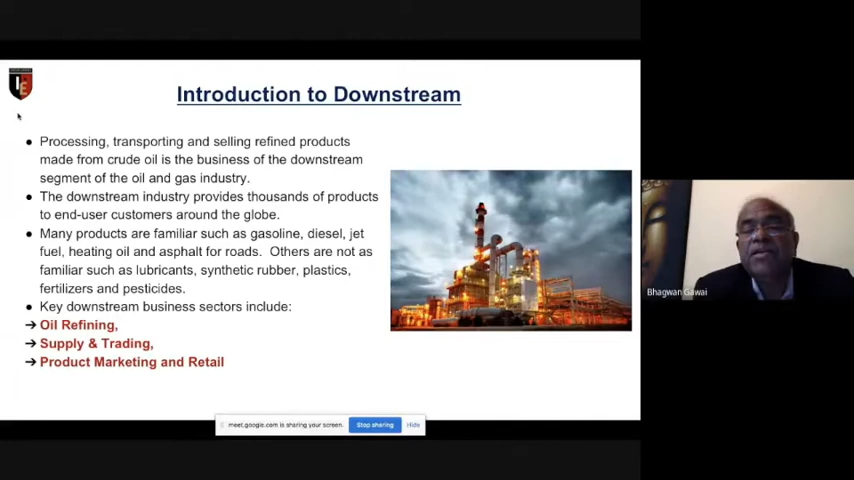 Introduction to Downstream
● Processing, transporting and selling refined products
made from crude oil is the business of the downstream
segment of the oil and gas industry.
● The downstream industry provides thousands of products
to end-user customers around the globe.
● Many products are familiar such as gasoline, diesel, jet
fuel, heating oil and asphalt for roads. Others are not as
familiar such as lubricants, synthetic rubber, plastics,
fertilizers and pesticides.
● Key downstream business sectors include:
➔ Oil Refining,
➔ Supply & Trading,
➔ Product Marketing and Retail
Bhagwan Gawai
meet.google.com is sharing your screen.
Stop sharing
Hide